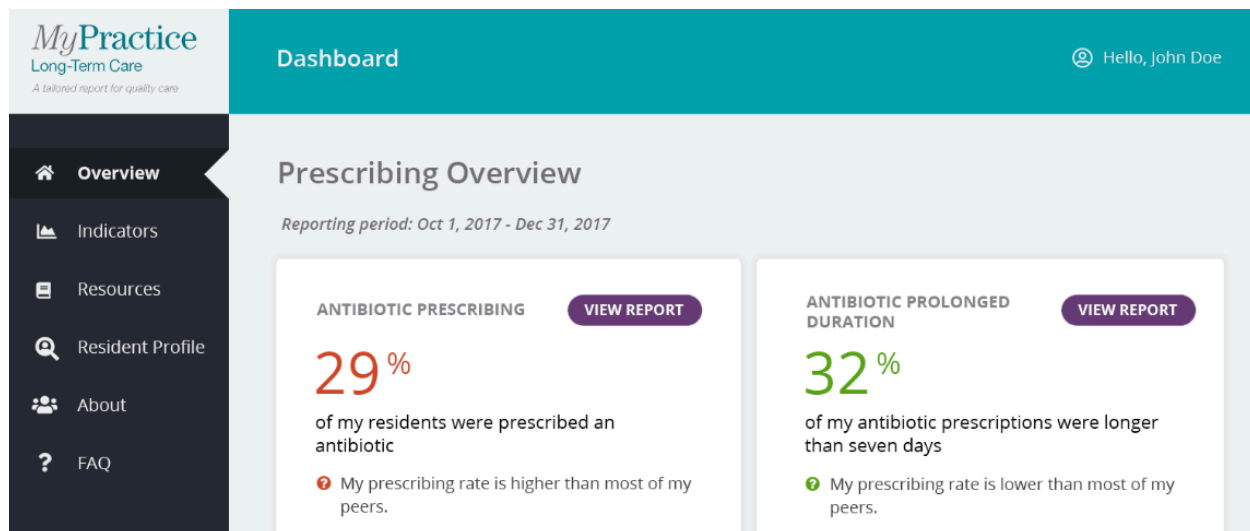 MyPractice
Long-Term Care
A tailored report for quality care
Dashboard
Hello, John Doe
Overview
Indicators
Resources
Resident Profile
About
? FAQ
Prescribing Overview
Reporting period: Oct 1, 2017 - Dec 31, 2017
ANTIBIOTIC PRESCRIBING
VIEW REPORT
29%
of my residents were prescribed an
antibiotic
? My prescribing rate is higher than most of my
peers.
ANTIBIOTIC PROLONGED
DURATION
VIEW REPORT
32%
of my antibiotic prescriptions were longer
than seven days
? My prescribing rate is lower than most of my
peers.